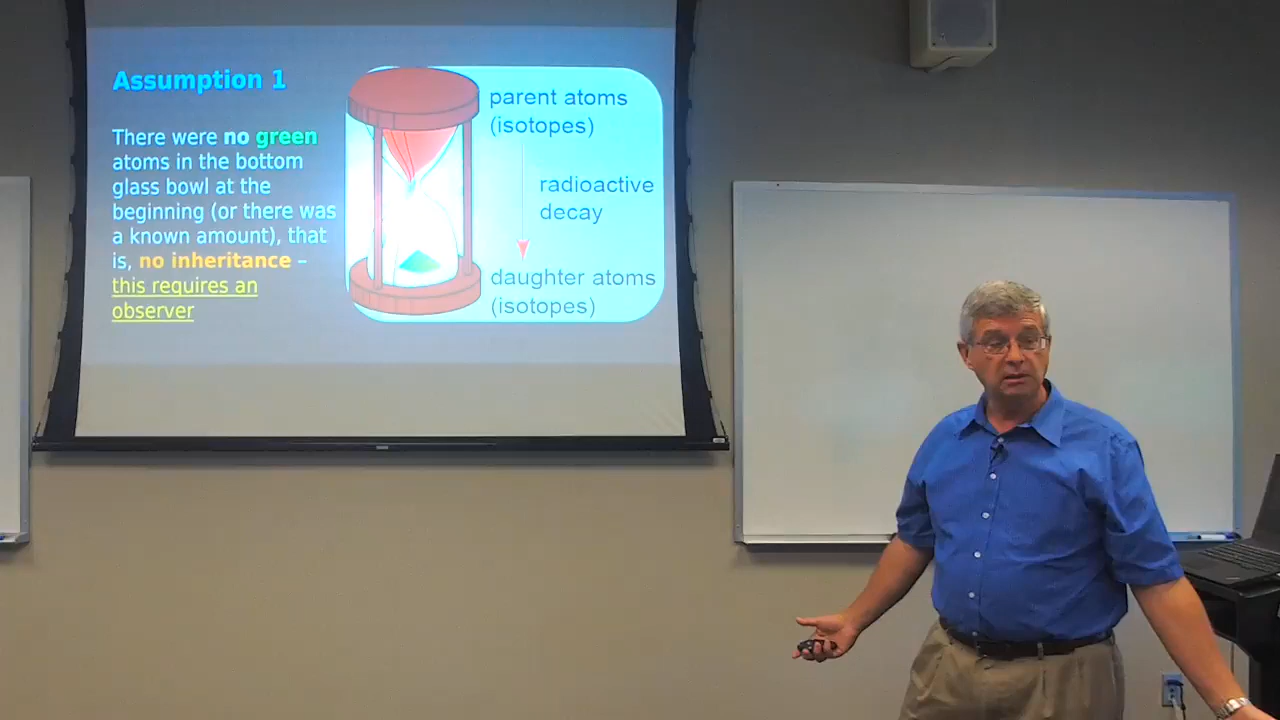 Assumption 1
There were no green
atoms in the bottom
glass bowl at the
beginning (or there was
a known amount), that
is, no inheritance –
this requires an
observer
parent atoms
(isotopes)
radioactive
decay
daughter atoms
(isotopes)